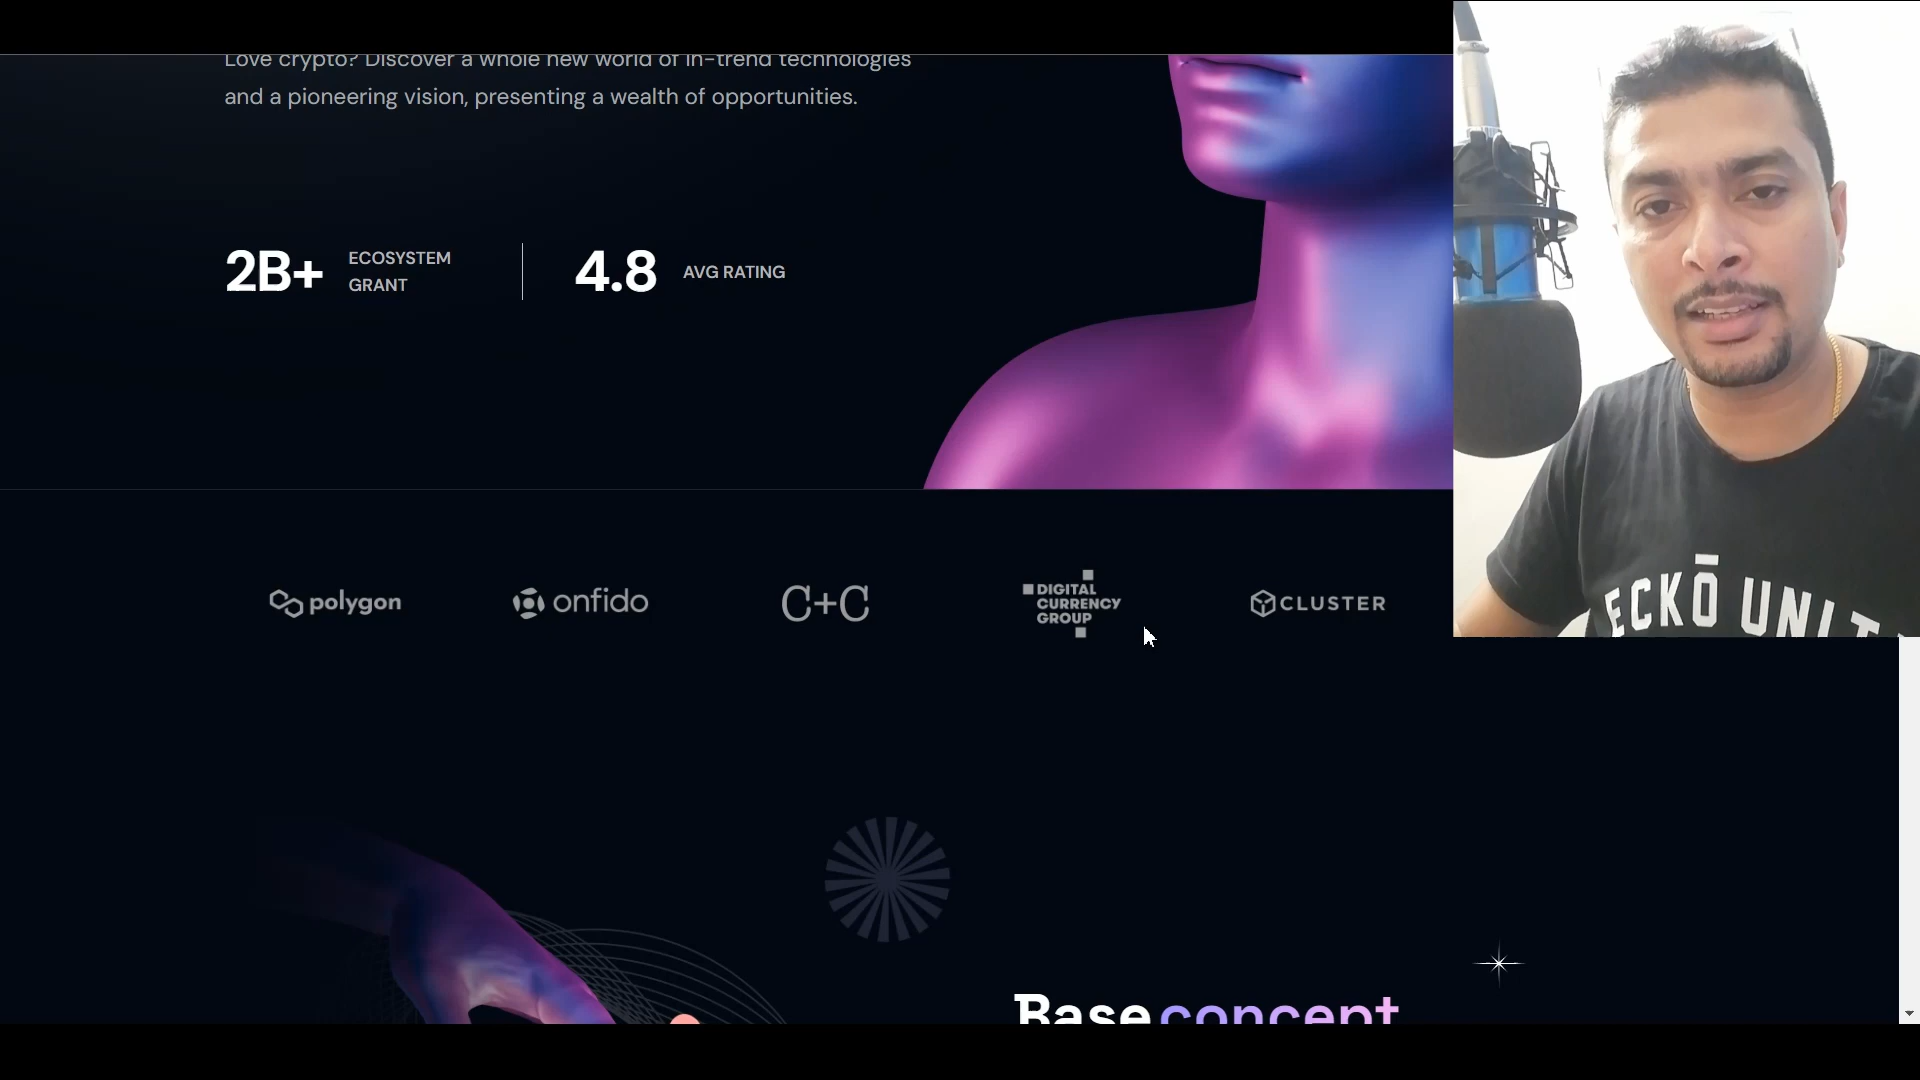 Love crypto? Discover a whole new world of in-trend technologies
and a pioneering vision, presenting a wealth of opportunities.
2B+
ECOSYSTEM
GRANT
4.8
AVG RATING
polygon
onfido
C+C
DIGITAL
CURRENCY
GROUP
CLUSTER
ECKŌ UNLT
Base concept